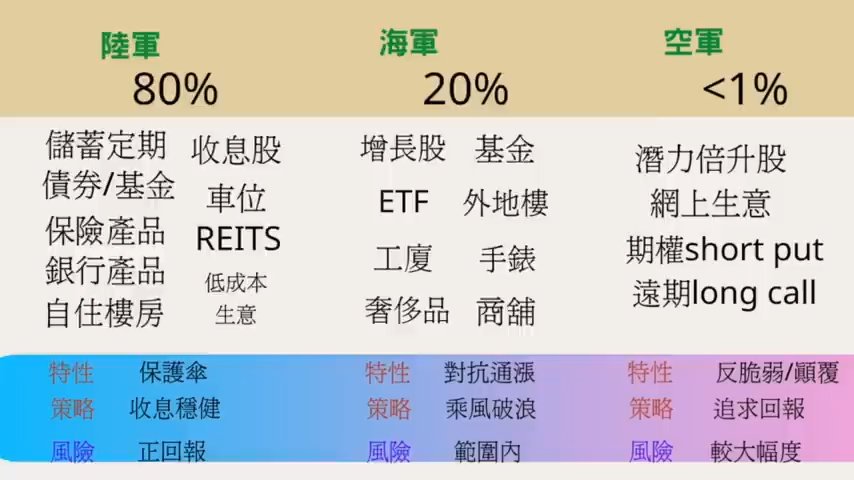 陸軍
80%
儲蓄定期
債券/基金
保險產品
銀行產品
自住樓房
收息股
車位
REITS
低成本
生意
海軍
20%
增長股
ETF
工廈
奢侈品
基金
外地樓
手錶
商舖
空軍
<1%
潛力倍升股
網上生意
期權short put
遠期long call
特性 保護傘
策略 收息穩健
風險 正回報
特性 對抗通漲
策略 乘風破浪
風險 範圍內
特性 反脆弱/顚覆
策略 追求回報
風險 較大幅度